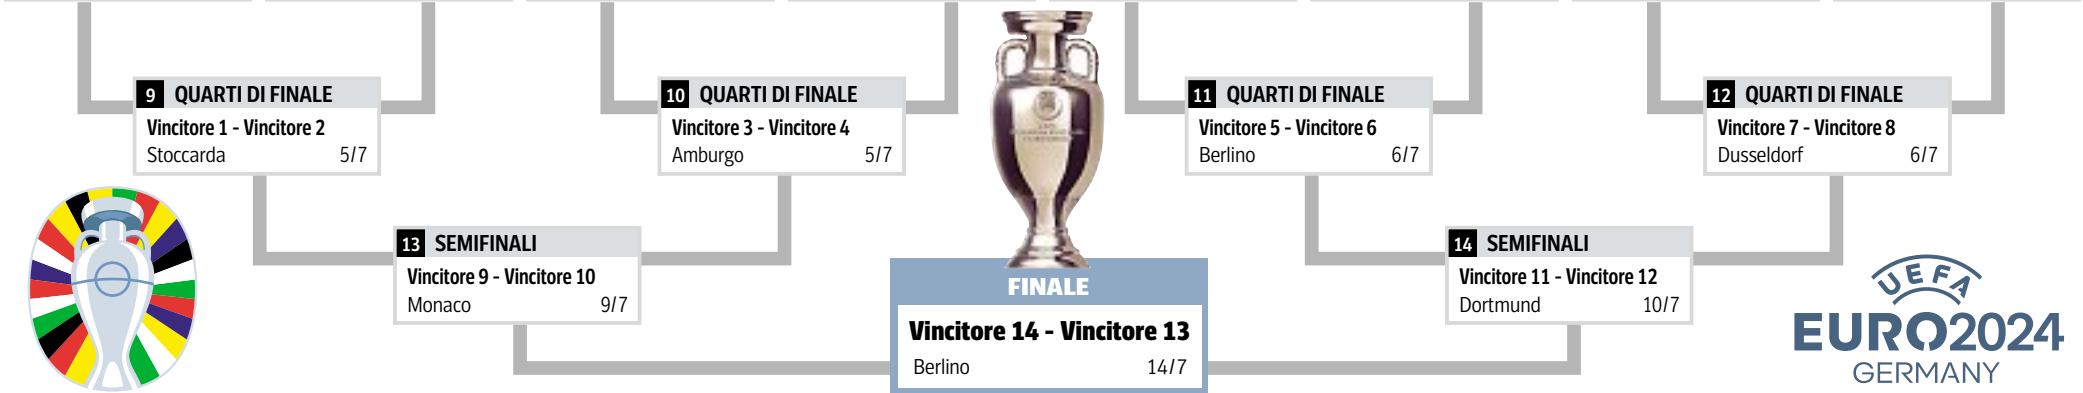 9 QUARTI DI FINALE
Vincitore 1 - Vincitore 2
Stoccarda 5/7
10 QUARTI DI FINALE
Vincitore 3 - Vincitore 4
Amburgo 5/7
11 QUARTI DI FINALE
Vincitore 5 - Vincitore 6
Berlino 6/7
12 QUARTI DI FINALE
Vincitore 7 - Vincitore 8
Dusseldorf 6/7
13 SEMIFINALI
Vincitore 9 - Vincitore 10
Monaco 9/7
14 SEMIFINALI
Vincitore 11 - Vincitore 12
Dortmund 10/7
FINALE
Vincitore 14 - Vincitore 13
Berlino 14/7
UEFA
EURO2024
GERMANY